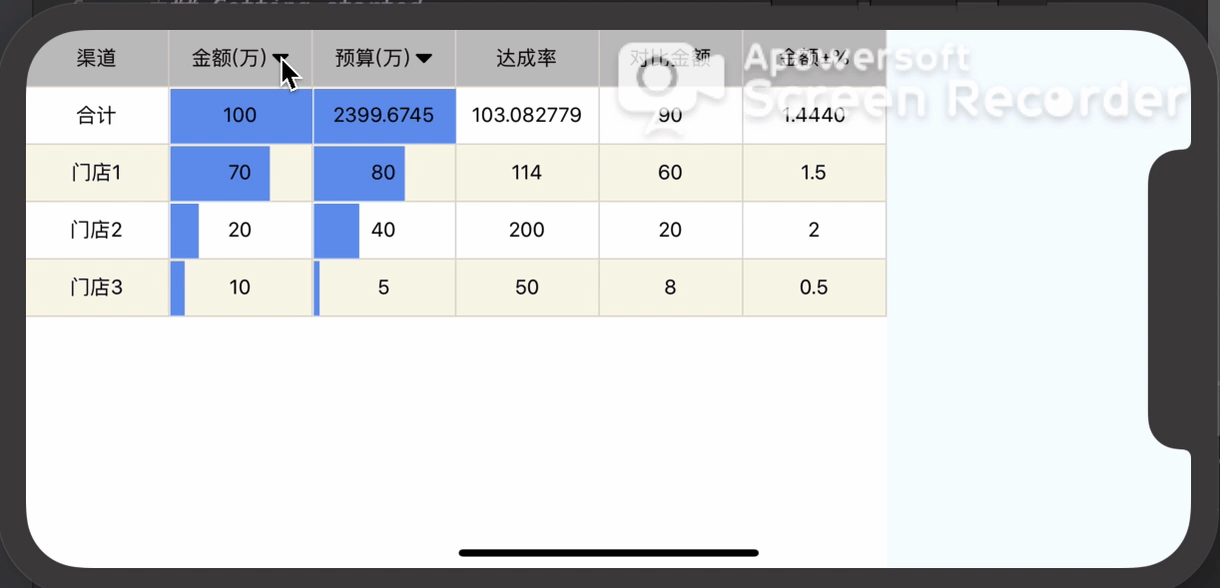 ## Getting started
渠道 金额(万) 预算(万) 达成率 对比金额 金额±%
Apowersoft
Screen Recorder
合计 100 2399.6745 103.082779 90 1.4440
门店1 70 80 114 60 1.5
门店2 20 40 200 20 2
门店3 10 5 50 8 0.5